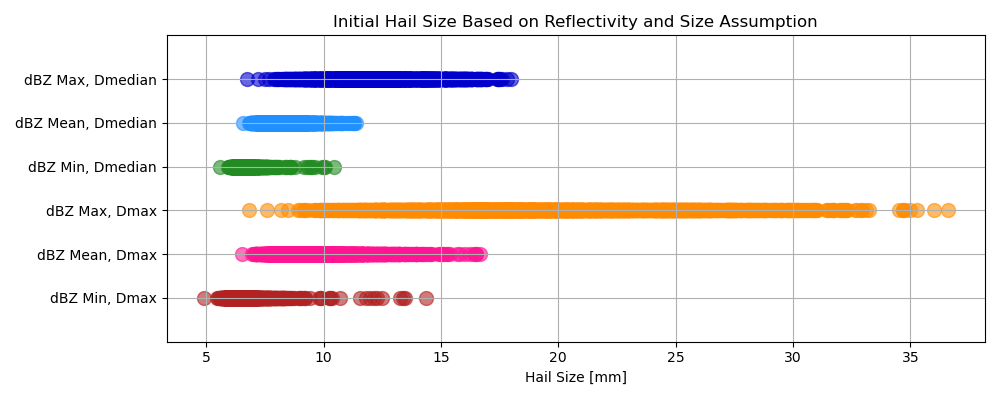 Initial Hail Size Based on Reflectivity and Size Assumption
dBZ Max, Dmedian
dBZ Mean, Dmedian
dBZ Min, Dmedian
dBZ Max, Dmax
dBZ Mean, Dmax
dBZ Min, Dmax
5 10 15 20 25 30 35
Hail Size [mm]